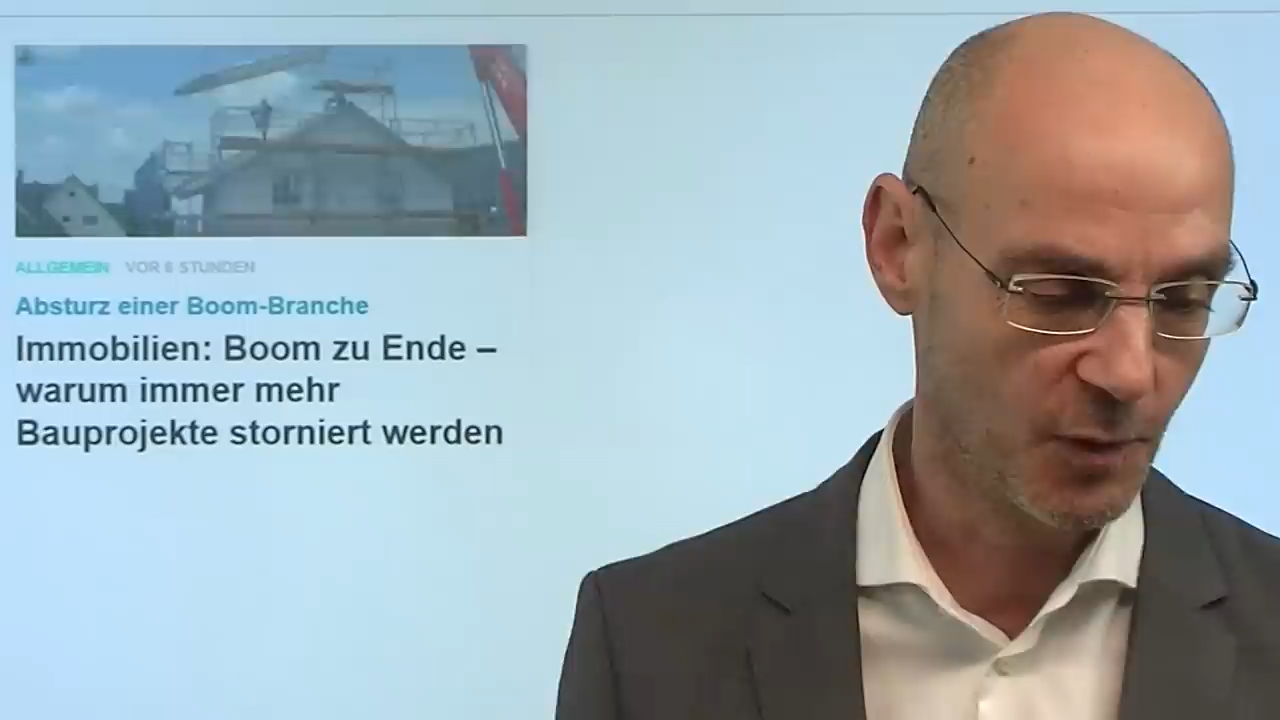 ALLGEMEIN VOR 6 STUNDEN
Absturz einer Boom-Branche
Immobilien: Boom zu Ende –
warum immer mehr
Bauprojekte storniert werden